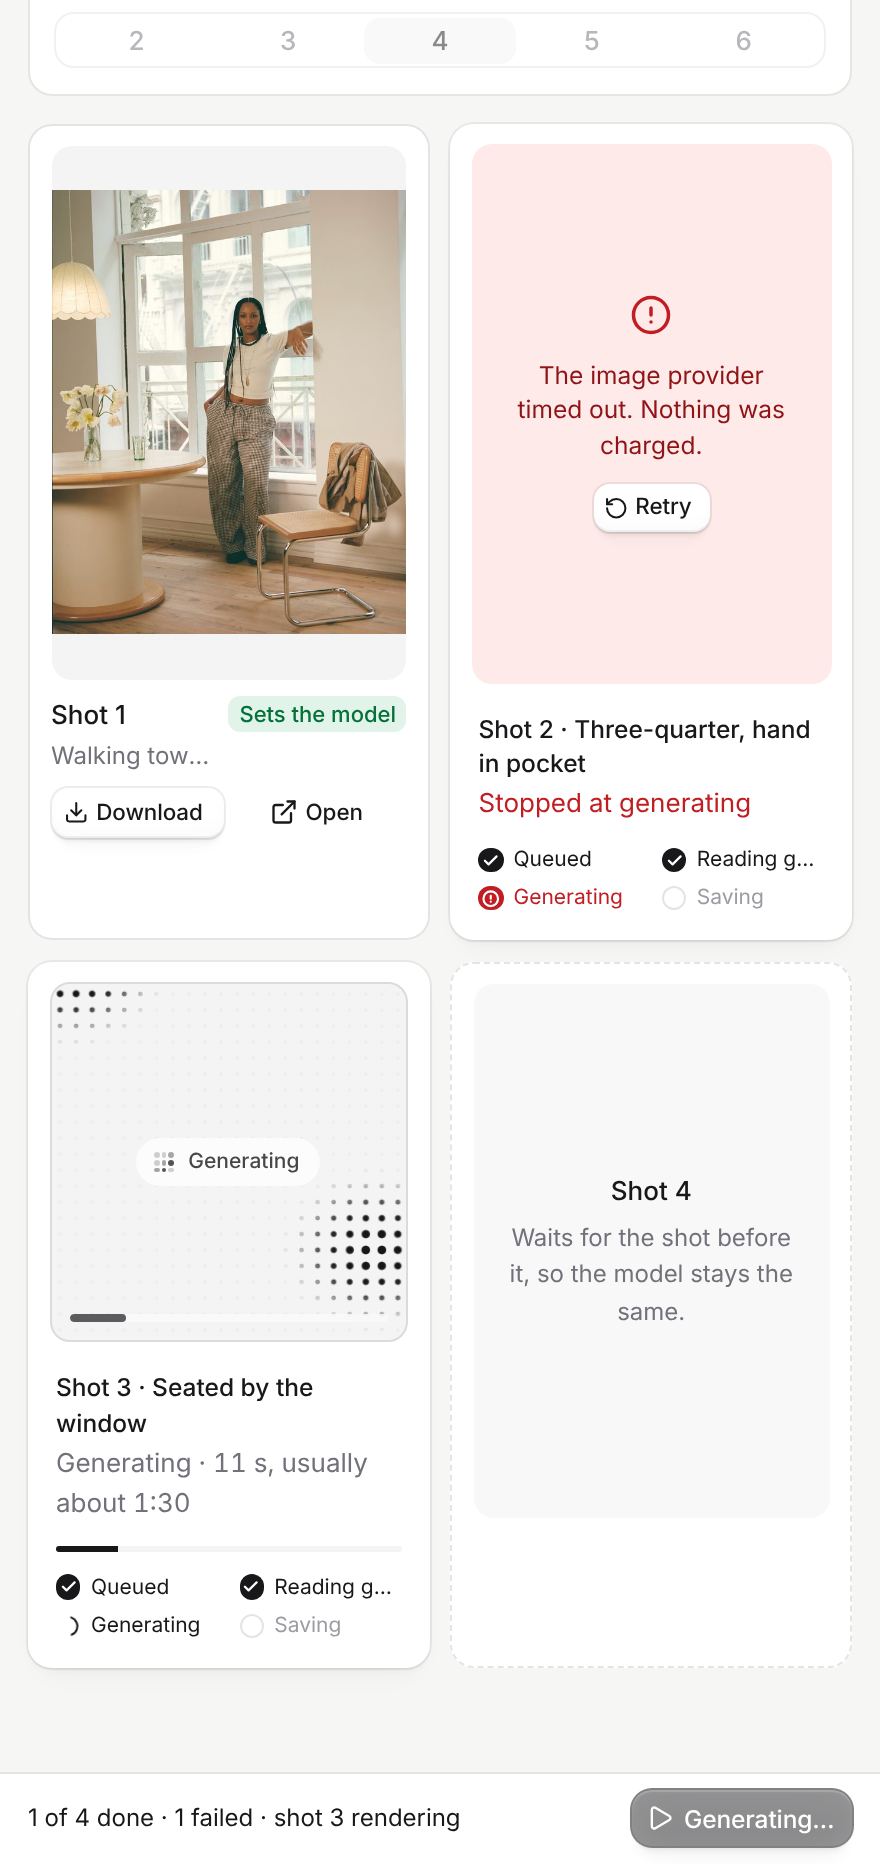 2 3 4 5 6
Shot 1 Sets the model
Walking tow...
Download Open
The image provider
timed out. Nothing was
charged.
Retry
Shot 2 · Three-quarter, hand
in pocket
Stopped at generating
Queued Reading g...
Generating Saving
Generating
Shot 3 · Seated by the
window
Generating · 11 s, usually
about 1:30
Queued Reading g...
Generating Saving
Shot 4
Waits for the shot before
it, so the model stays the
same.
1 of 4 done · 1 failed · shot 3 rendering
Generating...